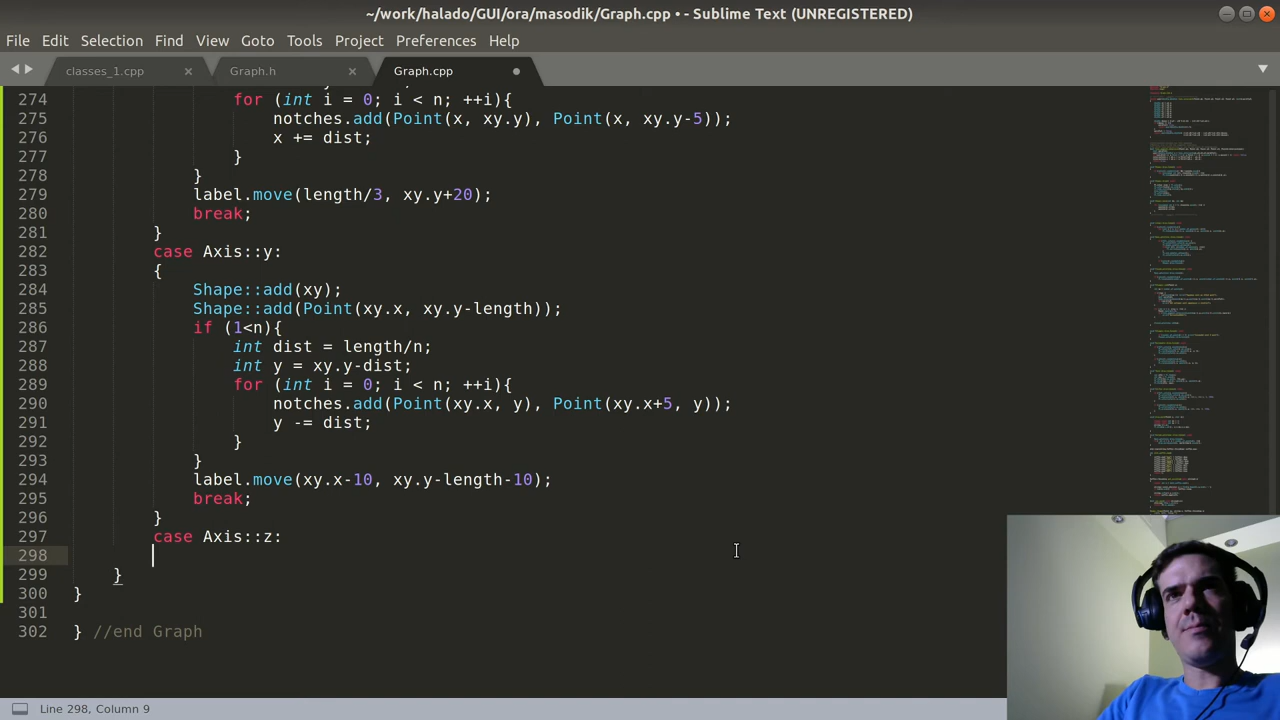 ~/work/halado/GUI/ora/masodik/Graph.cpp • - Sublime Text (UNREGISTERED)
File Edit Selection Find View Goto Tools Project Preferences Help
classes_1.cpp Graph.h Graph.cpp
274 for (int i = 0; i < n; ++i){
275 notches.add(Point(x, xy.y), Point(x, xy.y-5));
276 x += dist;
277 }
278 }
279 label.move(length/3, xy.y+20);
280 break;
281 }
282 case Axis::y:
283 {
284 Shape::add(xy);
285 Shape::add(Point(xy.x, xy.y-length));
286 if (1<n){
287 int dist = length/n;
288 int y = xy.y-dist;
289 for (int i = 0; i < n; ++i){
290 notches.add(Point(xy.x, y), Point(xy.x+5, y));
291 y -= dist;
292 }
293 }
294 label.move(xy.x-10, xy.y-length-10);
295 break;
296 }
297 case Axis::z:
298
299 }
300 }
301
302 } //end Graph
Line 298, Column 9